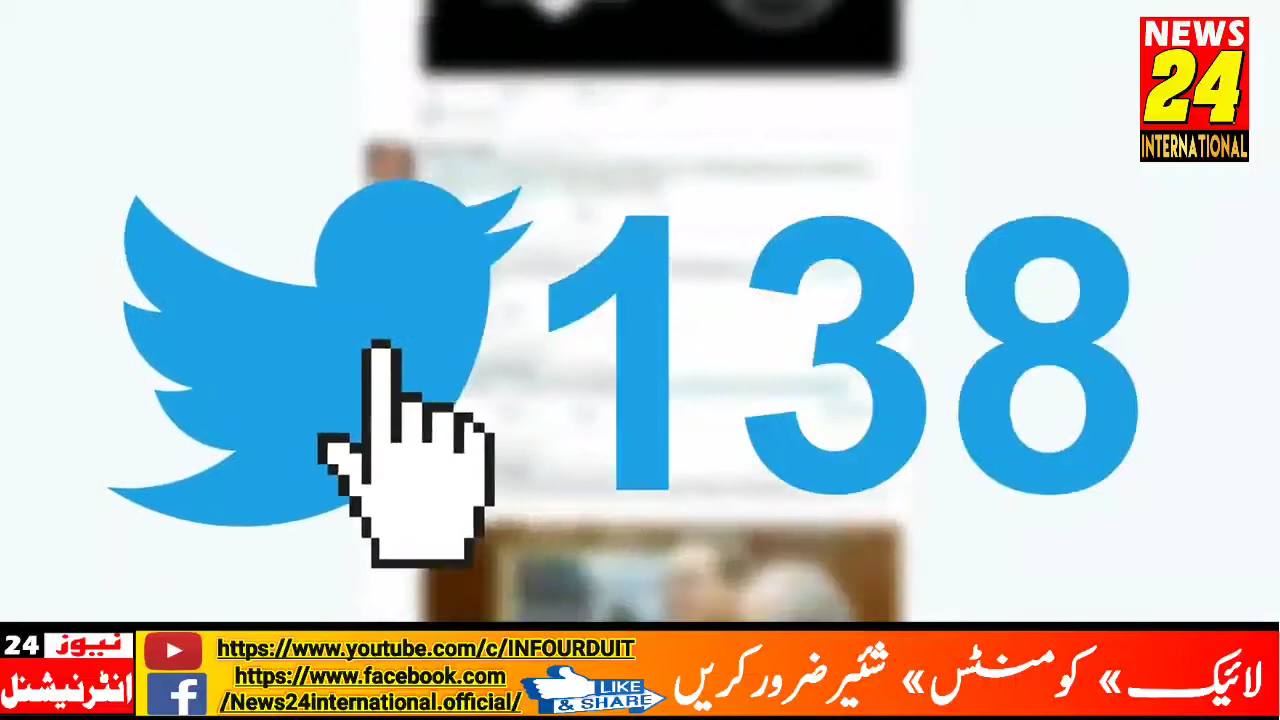 NEWS
24
INTERNATIONAL
138
24 نیوز
انٹرنیشنل
https://www.youtube.com/c/INFOURDUIT
https://www.facebook.com
/News24international.official/
LIKE
& SHARE
لائیک» کومنٹس» شئیر ضرور کریں